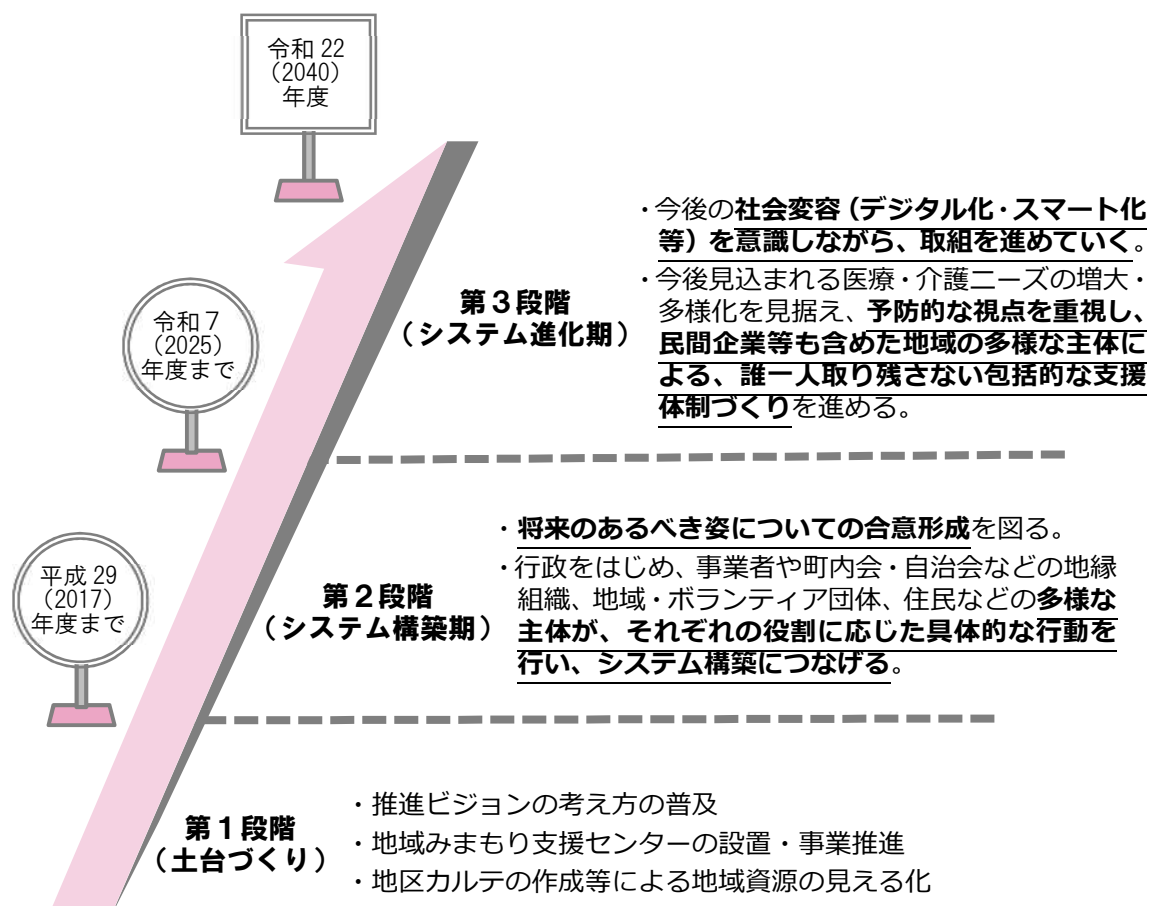 令和 22
（2040）
年度
・今後の社会変容（デジタル化・スマート化
等）を意識しながら、取組を進めていく。
・今後見込まれる医療・介護ニーズの増大・
多様化を見据え、予防的な視点を重視し、
民間企業等も含めた地域の多様な主体に
よる、誰一人取り残さない包括的な支援
体制づくりを進める。
第３段階
（システム進化期）
令和７
（2025）
年度まで
・将来のあるべき姿についての合意形成を図る。
・行政をはじめ、事業者や町内会・自治会などの地縁
組織、地域・ボランティア団体、住民などの多様な
主体が、それぞれの役割に応じた具体的な行動を
行い、システム構築につなげる。
第２段階
（システム構築期）
平成 29
（2017）
年度まで
第１段階
（土台づくり）
・推進ビジョンの考え方の普及
・地域みまもり支援センターの設置・事業推進
・地区カルテの作成等による地域資源の見える化